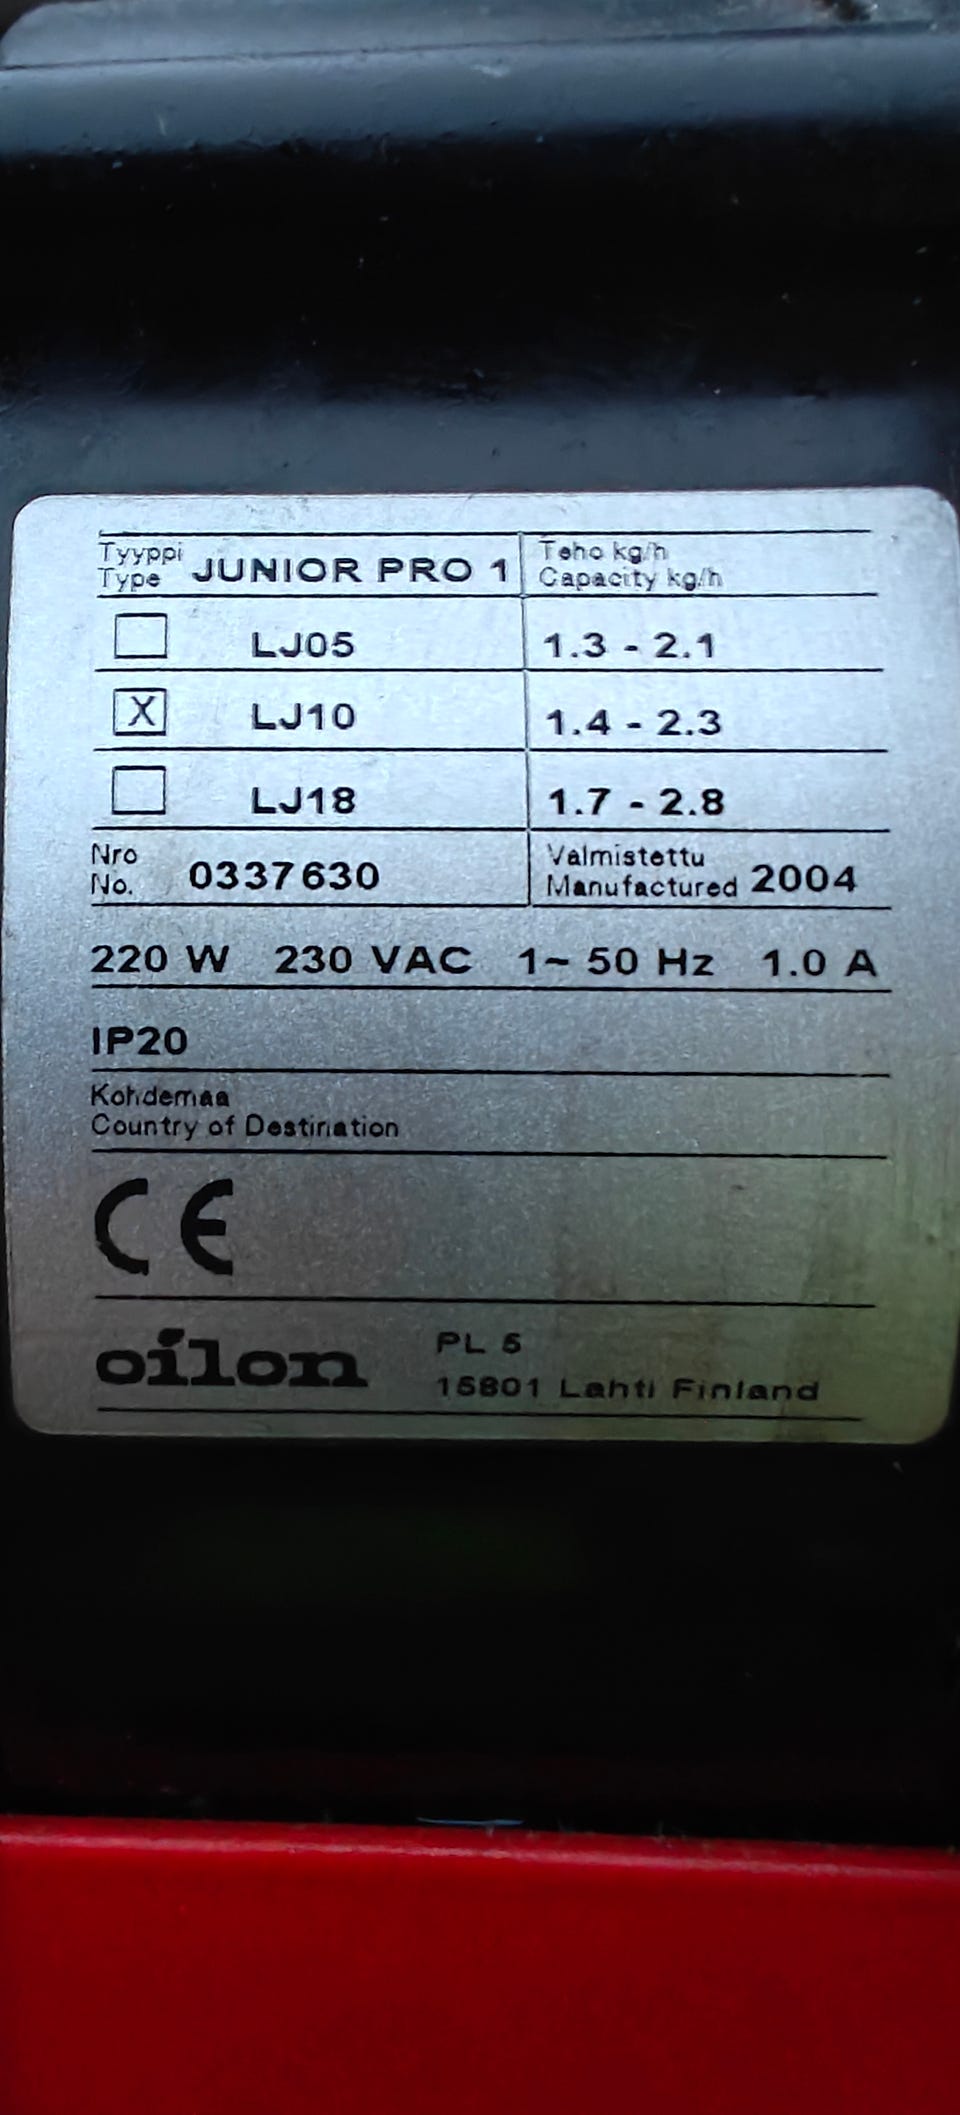 Tyyppi
Type JUNIOR PRO 1
Teho kg/h
Capacity kg/h
LJ05 1.3 - 2.1
X LJ10 1.4 - 2.3
LJ18 1.7 - 2.8
Nro
No. 0337630
Valmistettu
Manufactured 2004
220 W 230 VAC 1~ 50 Hz 1.0 A
IP20
Kohdemaa
Country of Destination
CE
oilon
PL 5
15801 Lahti Finland